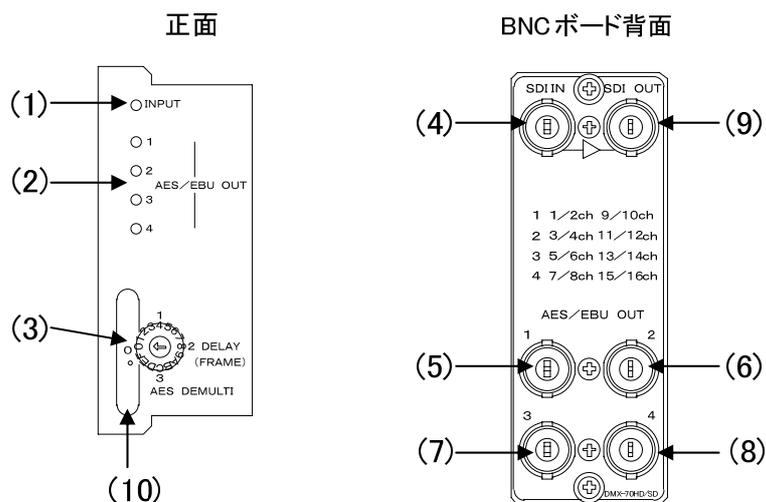 正面
BNCボード背面
(1)
INPUT
1
(2)
2
AES/EBU OUT
3
4
(3)
1
2 DELAY
(FRAME)
3
AES DEMULTI
(10)
SDI IN
SDI OUT
(4)
(9)
1 1/2ch 9/10ch
2 3/4ch 11/12ch
3 5/6ch 13/14ch
4 7/8ch 15/16ch
AES/EBU OUT
1
2
(5)
(6)
3
4
(7)
(8)
DMX-70HD/SD